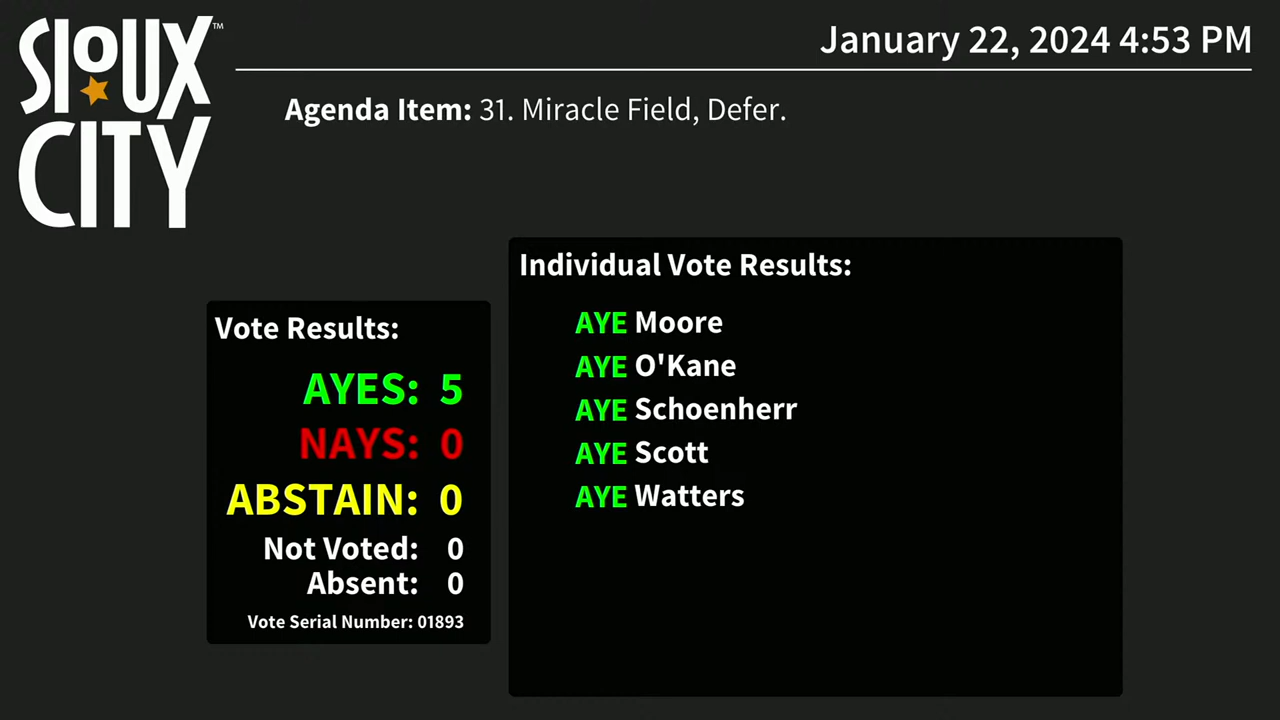 SIOUX
CITY
™
January 22, 2024 4:53 PM
Agenda Item: 31. Miracle Field, Defer.
Vote Results:
AYES: 5
NAYS: 0
ABSTAIN: 0
Not Voted: 0
Absent: 0
Vote Serial Number: 01893
Individual Vote Results:
AYE Moore
AYE O'Kane
AYE Schoenherr
AYE Scott
AYE Watters